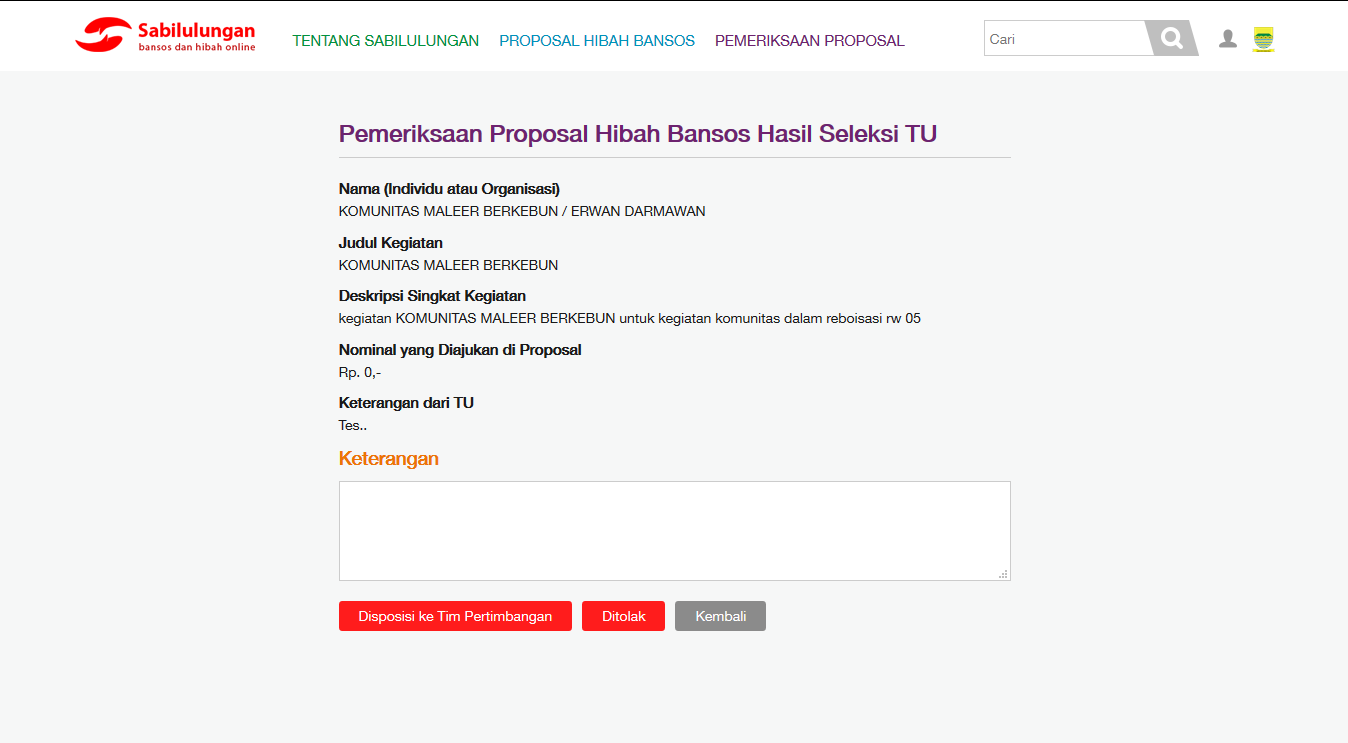 Sabilulungan
bansos dan hibah online
TENTANG SABILULUNGAN PROPOSAL HIBAH BANSOS PEMERIKSAAN PROPOSAL
Cari
Pemeriksaan Proposal Hibah Bansos Hasil Seleksi TU
Nama (Individu atau Organisasi)
KOMUNITAS MALEER BERKEBUN / ERWAN DARMAWAN
Judul Kegiatan
KOMUNITAS MALEER BERKEBUN
Deskripsi Singkat Kegiatan
kegiatan KOMUNITAS MALEER BERKEBUN untuk kegiatan komunitas dalam reboisasi rw 05
Nominal yang Diajukan di Proposal
Rp. 0,-
Keterangan dari TU
Tes..
Keterangan
Disposisi ke Tim Pertimbangan Ditolak Kembali